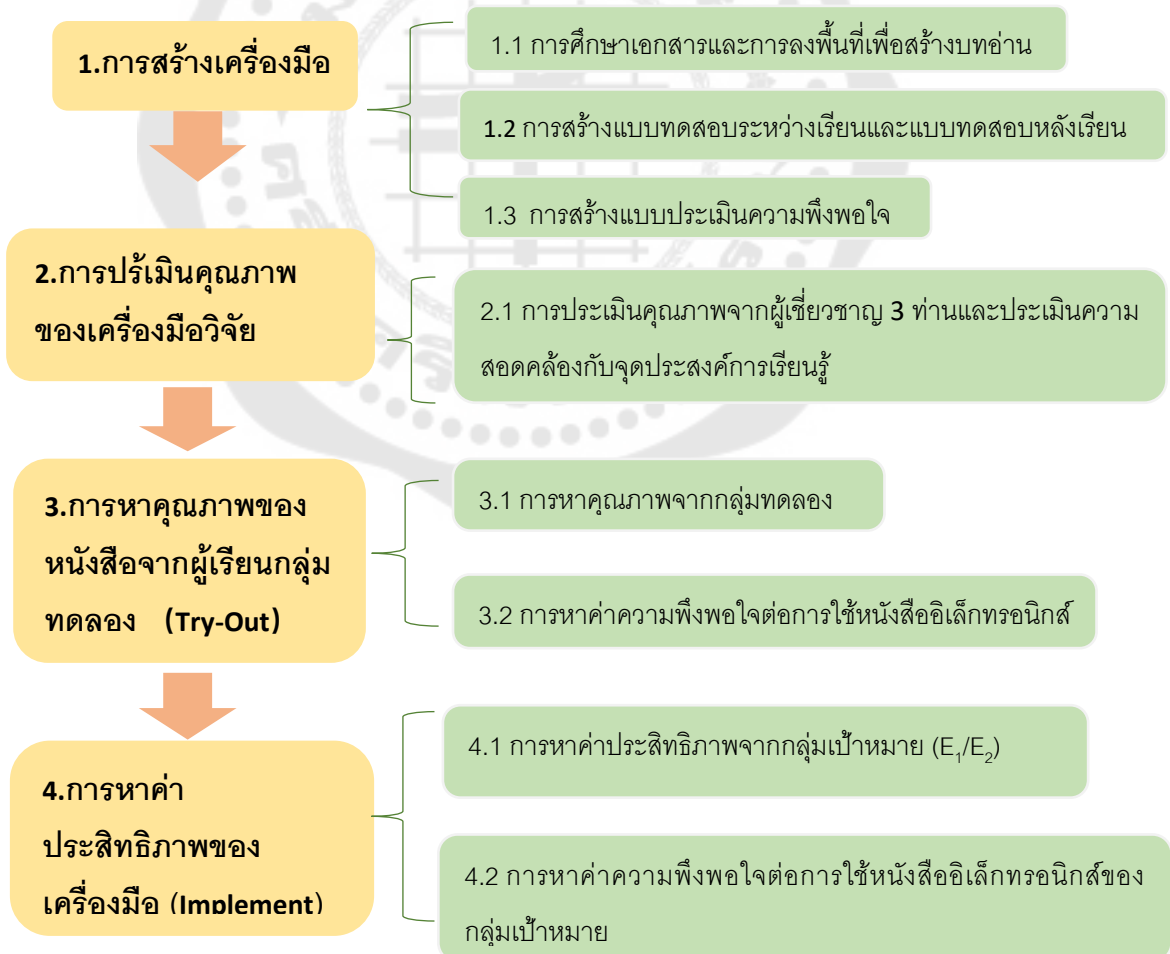 1.การสร้างเครื่องมือ
1.1 การศึกษาเอกสารและการลงพื้นที่เพื่อสร้างบทอ่าน
1.2 การสร้างแบบทดสอบระหว่างเรียนและแบบทดสอบหลังเรียน
1.3 การสร้างแบบประเมินความพึงพอใจ
2.การปร้เมินคุณภาพ
ของเครื่องมือวิจัย
2.1 การประเมินคุณภาพจากผู้เชี่ยวชาญ 3 ท่านและประเมินความ
สอดคล้องกับจุดประสงค์การเรียนรู้
3.การหาคุณภาพของ
หนังสือจากผู้เรียนกลุ่ม
ทดลอง (Try-Out)
3.1 การหาคุณภาพจากกลุ่มทดลอง
3.2 การหาค่าความพึงพอใจต่อการใช้หนังสืออิเล็กทรอนิกส์
4.การหาค่า
ประสิทธิภาพของ
เครื่องมือ (Implement)
4.1 การหาค่าประสิทธิภาพจากกลุ่มเป้าหมาย (E₁/E₂)
4.2 การหาค่าความพึงพอใจต่อการใช้หนังสืออิเล็กทรอนิกส์ของ
กลุ่มเป้าหมาย